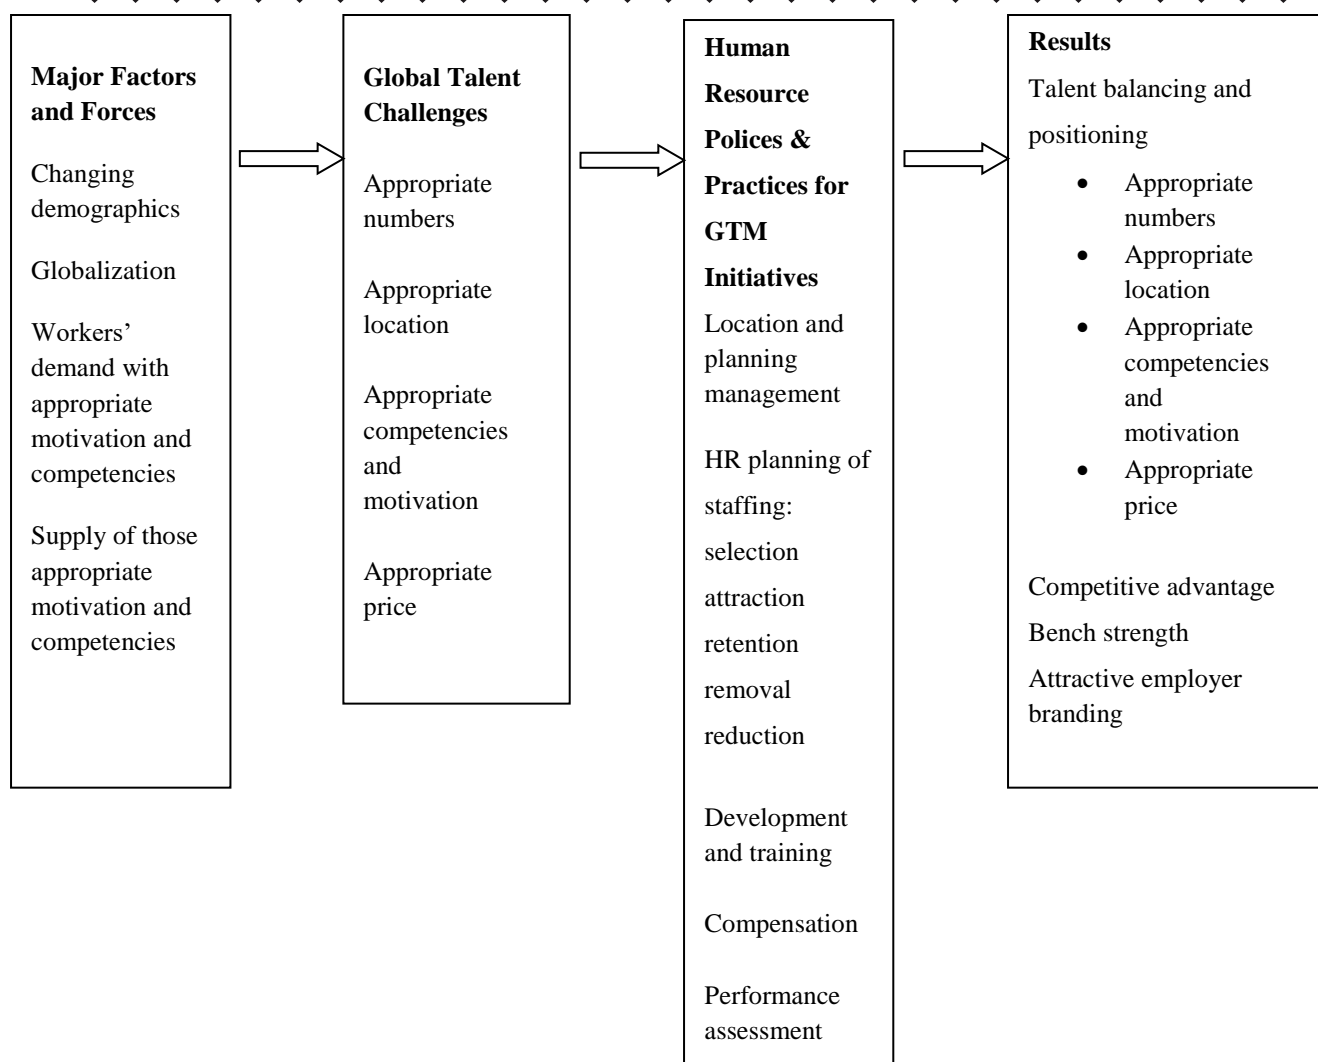 Major Factors
and Forces
Changing
demographics
Globalization
Workers’
demand with
appropriate
motivation and
competencies
Supply of those
appropriate
motivation and
competencies
Global Talent
Challenges
Appropriate
numbers
Appropriate
location
Appropriate
competencies
and
motivation
Appropriate
price
Human
Resource
Polices &
Practices for
GTM
Initiatives
Location and
planning
management
HR planning of
staffing:
selection
attraction
retention
removal
reduction
Development
and training
Compensation
Performance
assessment
Results
Talent balancing and
positioning
• Appropriate
numbers
• Appropriate
location
• Appropriate
competencies
and
motivation
• Appropriate
price
Competitive advantage
Bench strength
Attractive employer
branding